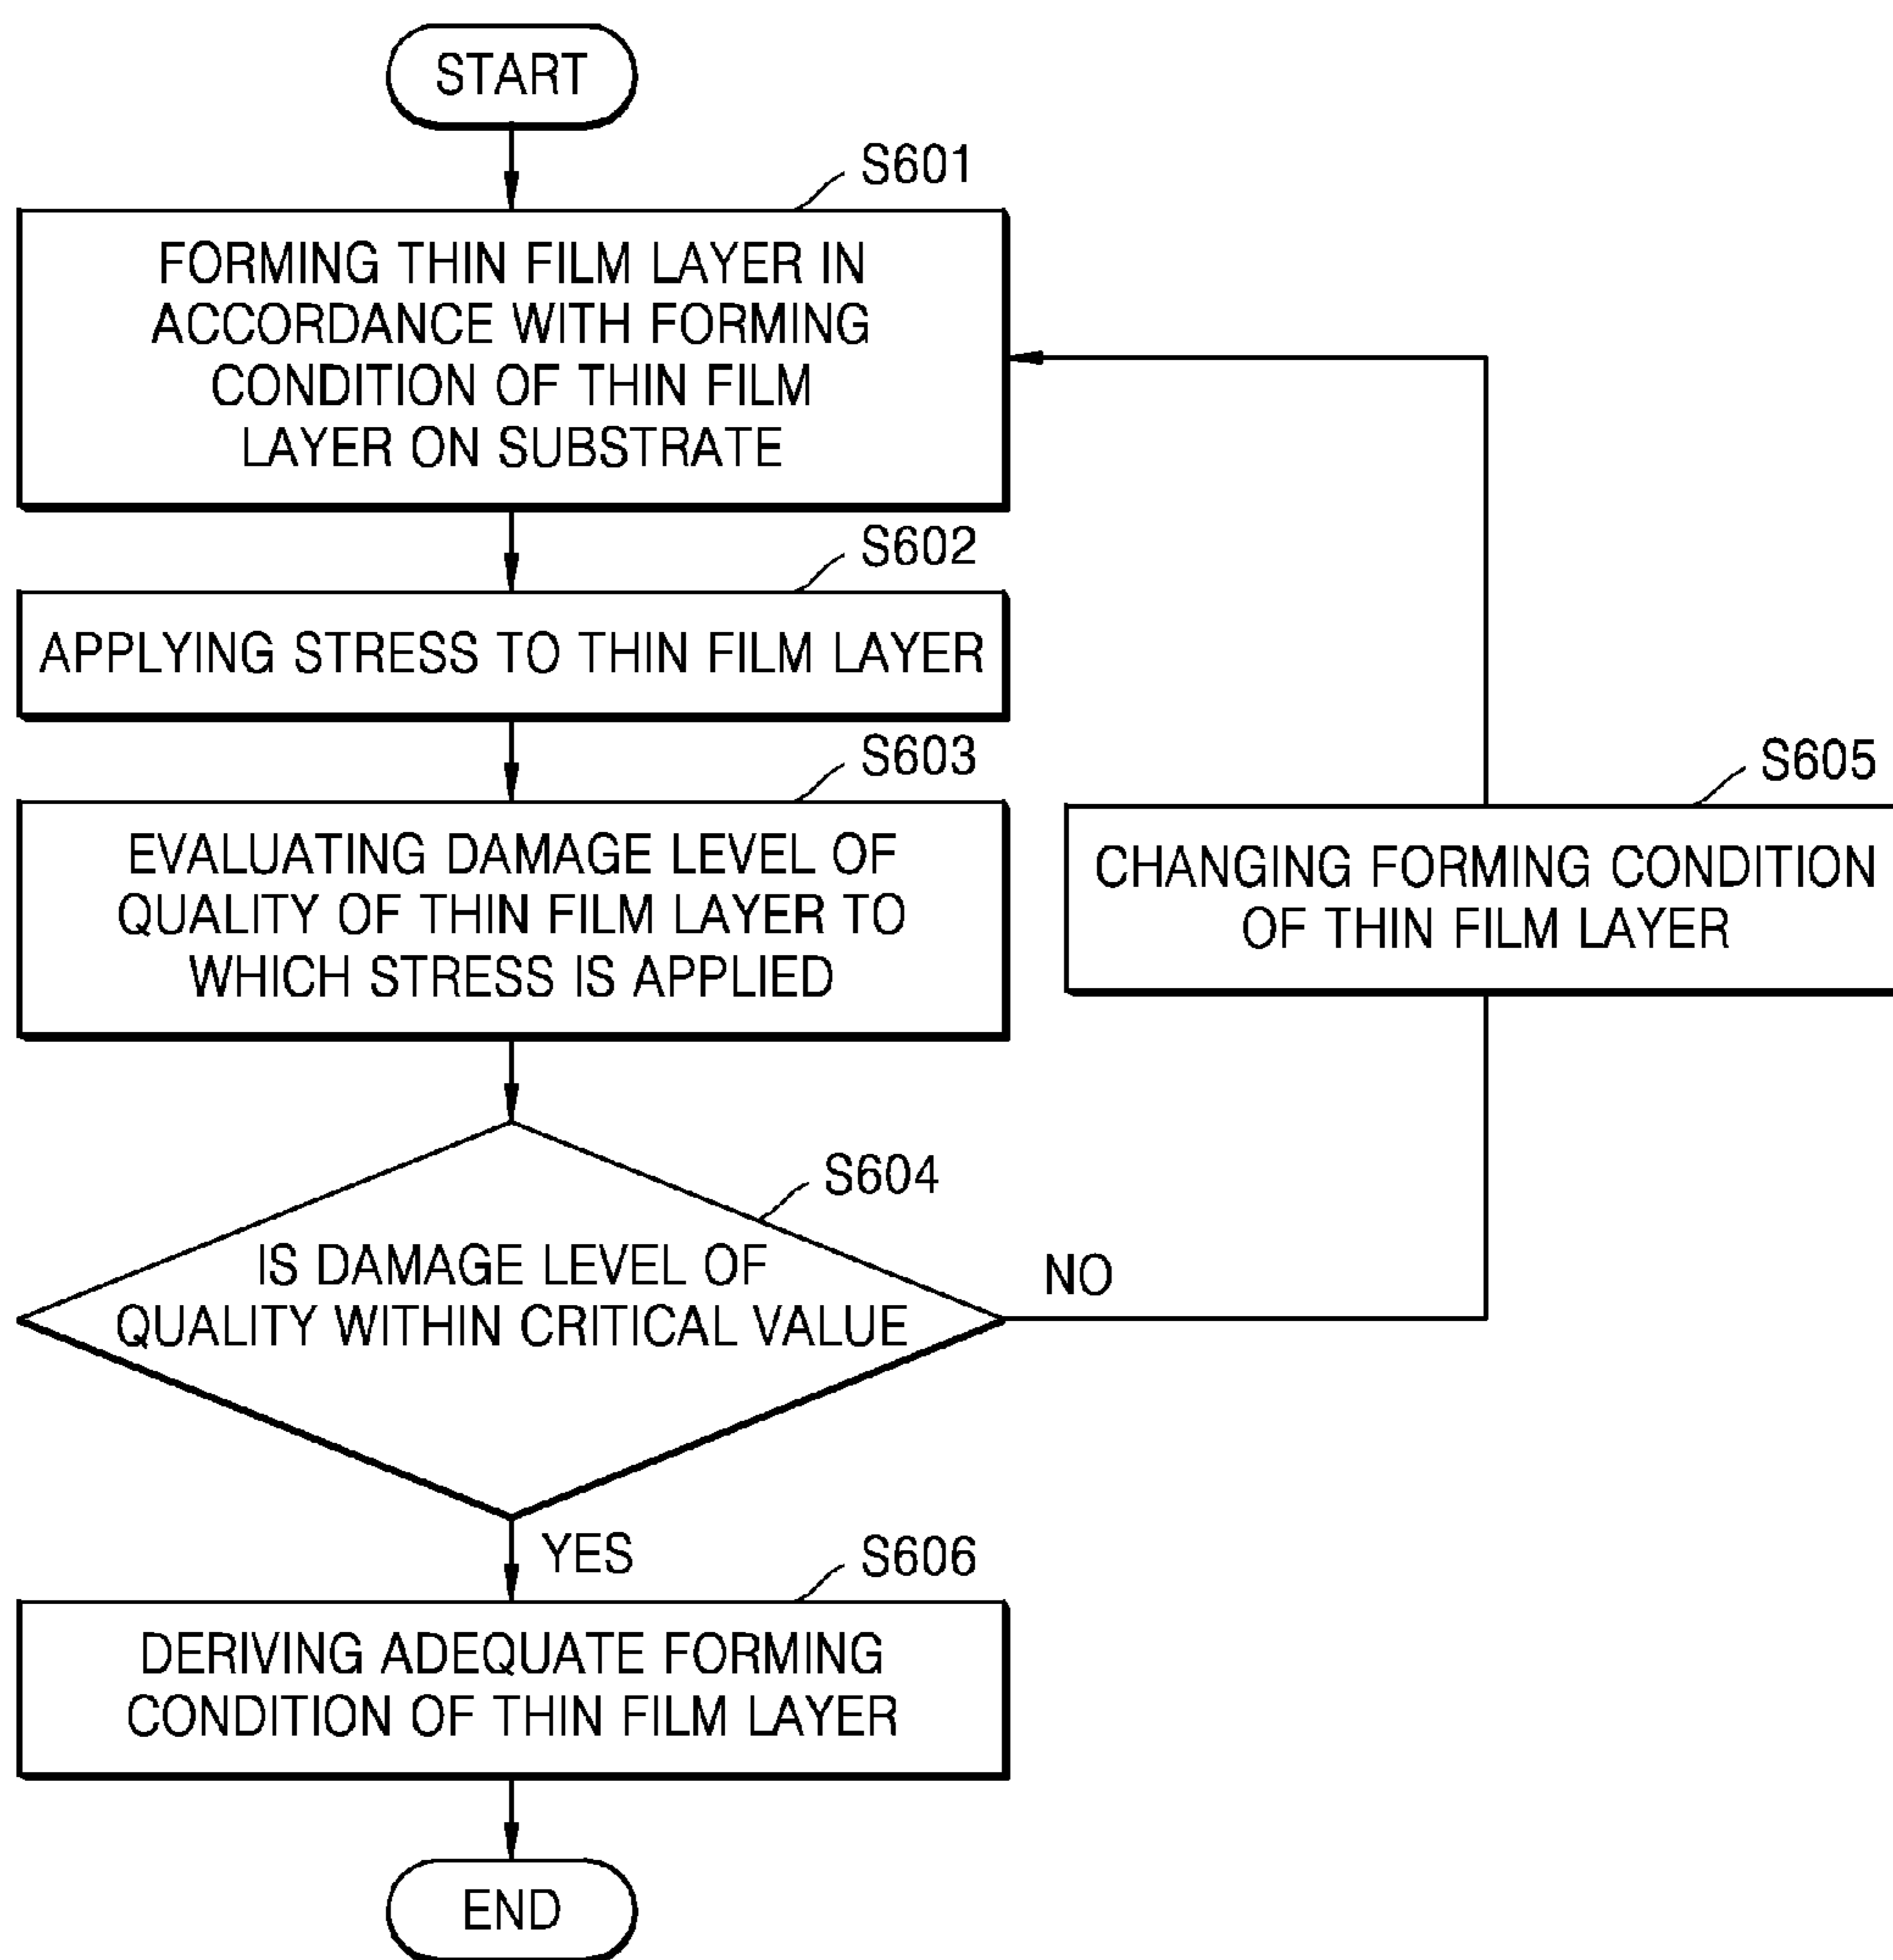 START
S601
FORMING THIN FILM LAYER IN
ACCORDANCE WITH FORMING
CONDITION OF THIN FILM
LAYER ON SUBSTRATE
S602
APPLYING STRESS TO THIN FILM LAYER
S603
EVALUATING DAMAGE LEVEL OF
QUALITY OF THIN FILM LAYER TO
WHICH STRESS IS APPLIED
S605
CHANGING FORMING CONDITION
OF THIN FILM LAYER
S604
IS DAMAGE LEVEL OF
QUALITY WITHIN CRITICAL VALUE
NO
YES
S606
DERIVING ADEQUATE FORMING
CONDITION OF THIN FILM LAYER
END